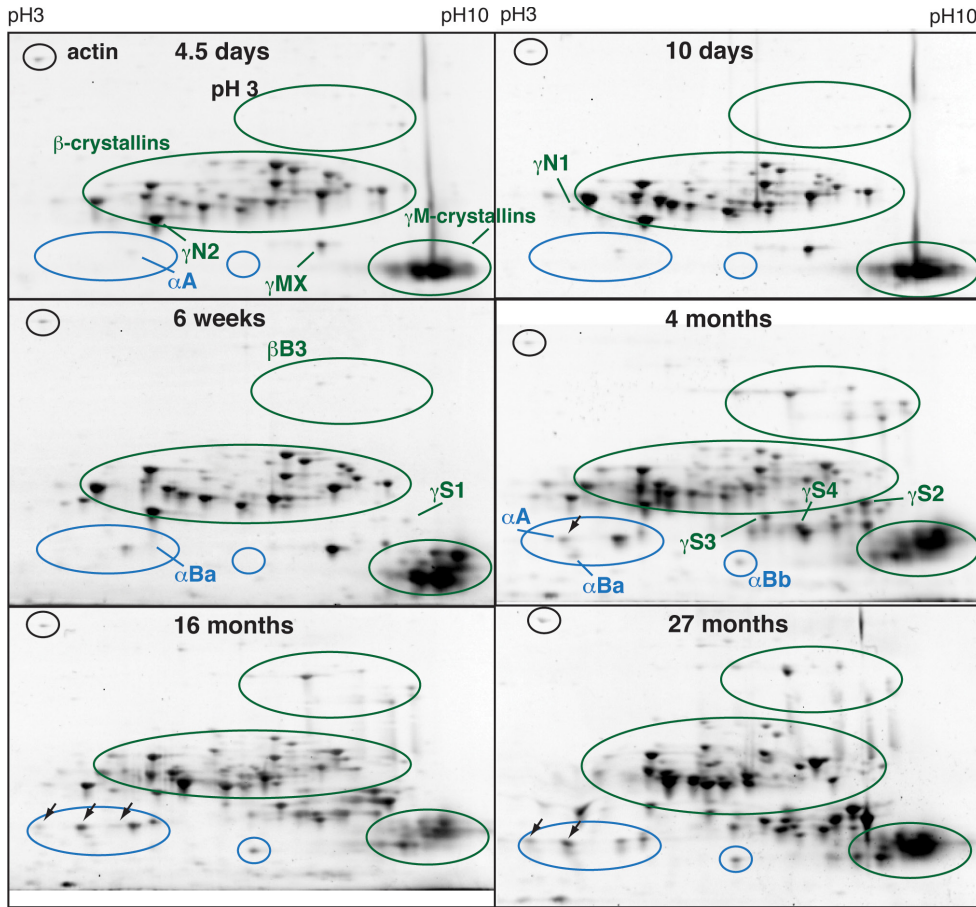 pH3 pH10 pH3 pH10
actin 4.5 days
pH 3
β-crystallins
γM-crystallins
γN2
αA
γMX
10 days
γN1
6 weeks
βB3
γS1
αBa
4 months
γS4
γS2
αA
γS3
αBa
αBb
16 months
27 months